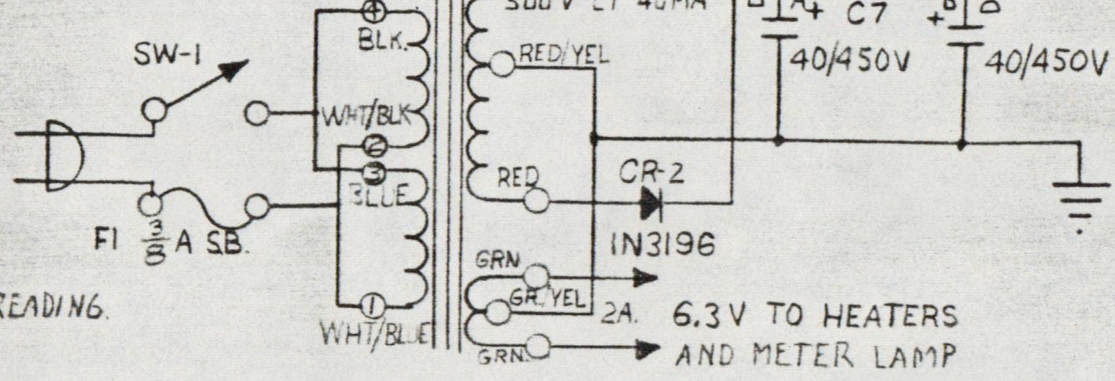 300V CT 40MA
A+ C7
+B D
4
BLK.
SW-1
RED/YEL
40/450V
40/450V
WHT/BLK
2
3
BLUE
RED
CR-2
1N3196
F1 3/8 A S.B.
GRN
GR./YEL
2A.
6.3V TO HEATERS
AND METER LAMP
READING.
1
WHT/BLUE
GRN.